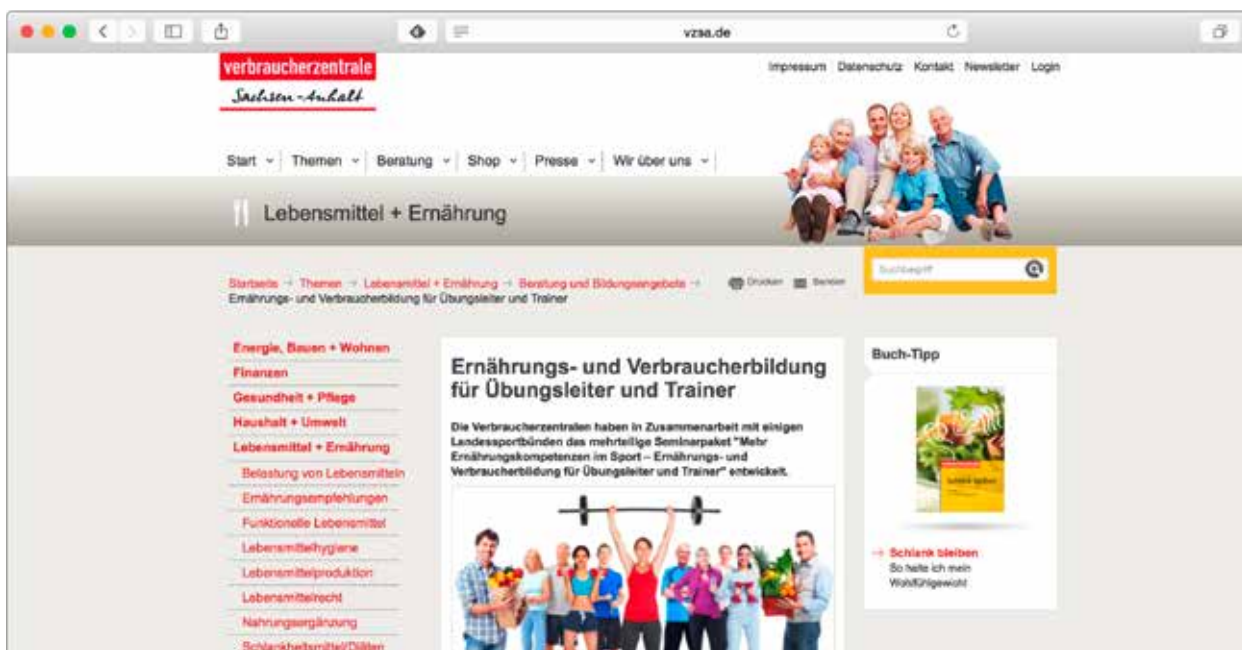 vzsa.de
verbraucherzentrale
Sachsen-Anhalt
Impressum Datenschutz Kontakt Newsletter Login
Start Themen Beratung Shop Presse Wir über uns
Lebensmittel + Ernährung
Suchbegriff
Startseite → Themen → Lebensmittel + Ernährung → Beratung und Bildungsangebote →
Ernährungs- und Verbraucherbildung für Übungsleiter und Trainer
Drucken
Energie, Bauen + Wohnen
Finanzen
Gesundheit + Pflege
Haushalt + Umwelt
Lebensmittel + Ernährung
Belastung von Lebensmitteln
Ernährungsempfehlungen
Funktionelle Lebensmittel
Lebensmittelhygiene
Lebensmittelproduktion
Lebensmittelrecht
Nahrungsergänzung
Schlankheitsmittel/Diäten
Ernährungs- und Verbraucherbildung
für Übungsleiter und Trainer
Die Verbraucherzentralen haben in Zusammenarbeit mit einigen
Landessportbünden das mehrteilige Seminarpaket "Mehr
Ernährungskompetenzen im Sport – Ernährungs- und
Verbraucherbildung für Übungsleiter und Trainer" entwickelt.
Buch-Tipp
→ Schlank bleiben
So halte ich mein
Wohlfühlgewicht